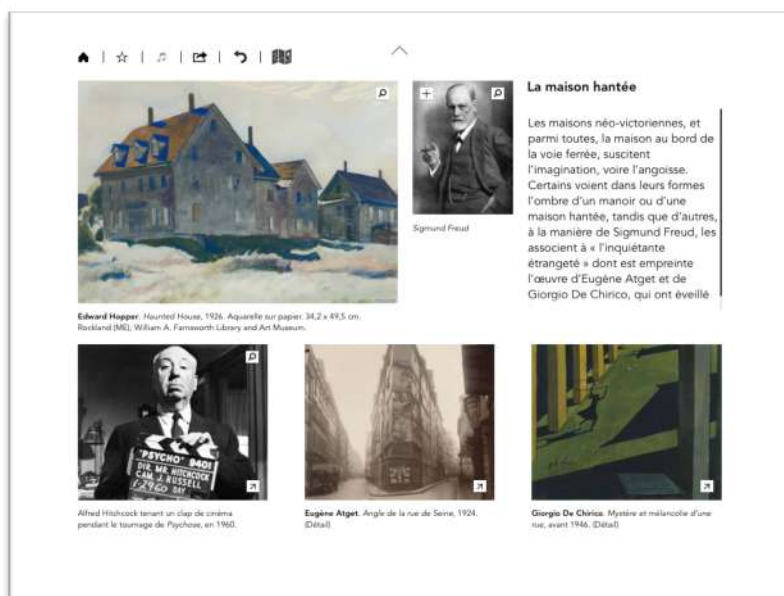 La maison hantée
Les maisons néo-victoriennes, et
parmi toutes, la maison au bord de
la voie ferrée, suscitent
l'imagination, voire l'angoisse.
Certains voient dans leurs formes
l'ombre d'un manoir ou d'une
maison hantée, tandis que d'autres,
à la manière de Sigmund Freud, les
associent à « l'inquiétante
étrangeté » dont est empreinte
l'œuvre d'Eugène Atget et de
Giorgio De Chirico, qui ont éveillé
Sigmund Freud
Edward Hopper. Haunted House, 1926. Aquarelle sur papier. 34,2 x 49,5 cm.
Rockland (ME), William A. Farnsworth Library and Art Museum.
"PSYCHO" 9401
DIR. MR. HITCHCOCK
CAM. J. RUSSELL
1-29-60 DAY
Alfred Hitchcock tenant un clap de cinéma
pendant le tournage de Psychose, en 1960.
Eugène Atget. Angle de la rue de Seine, 1924.
(Détail)
Giorgio De Chirico. Mystère et mélancolie d'une
rue, avant 1946. (Détail)